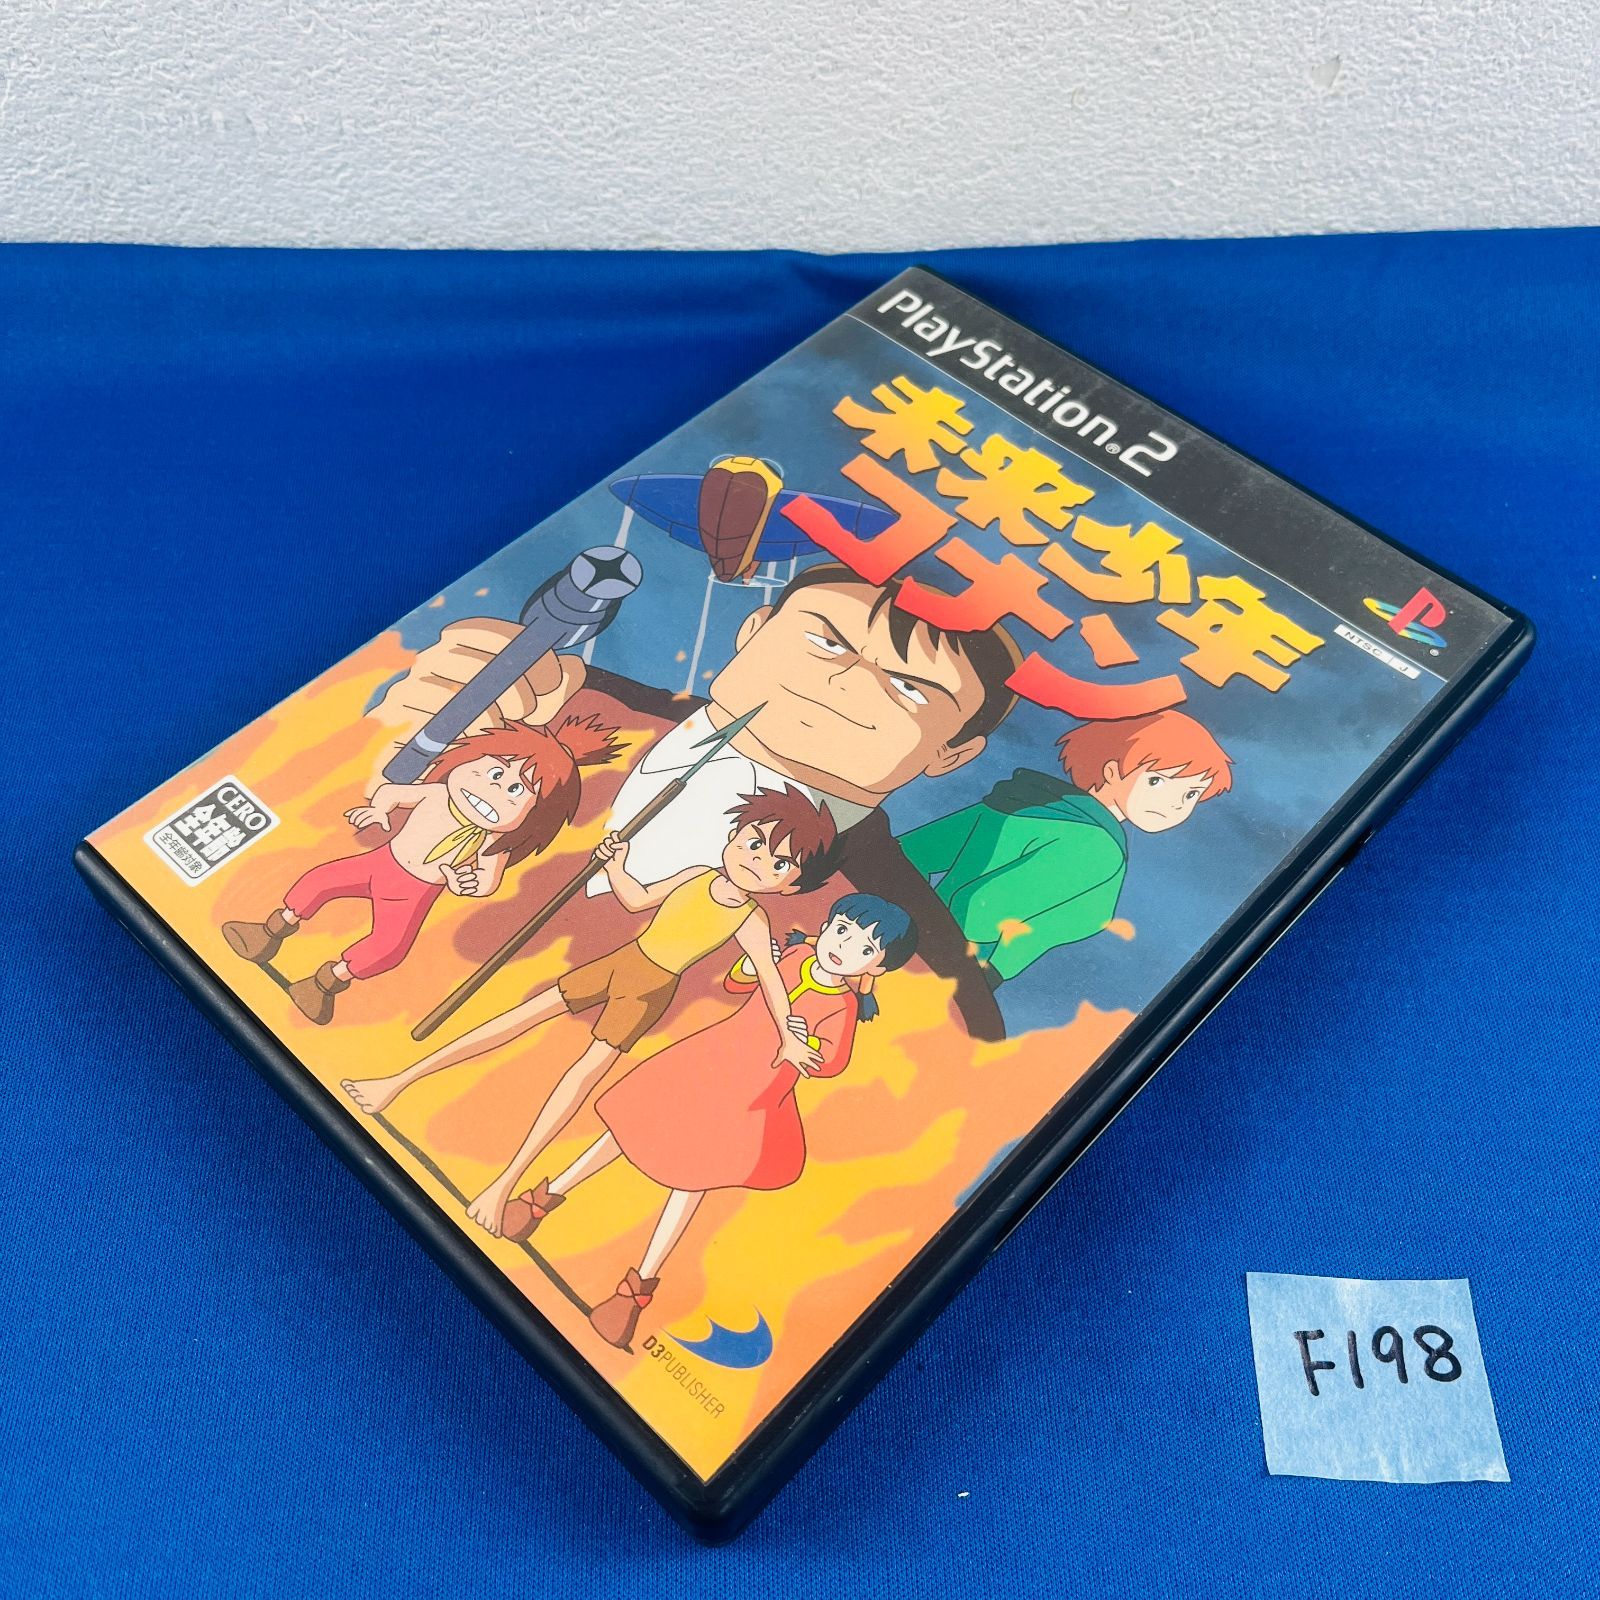 PlayStation®2
NTSC J
未来少年
コナン
CERO
全年齢
全年齢対象
D3PUBLISHER
F198